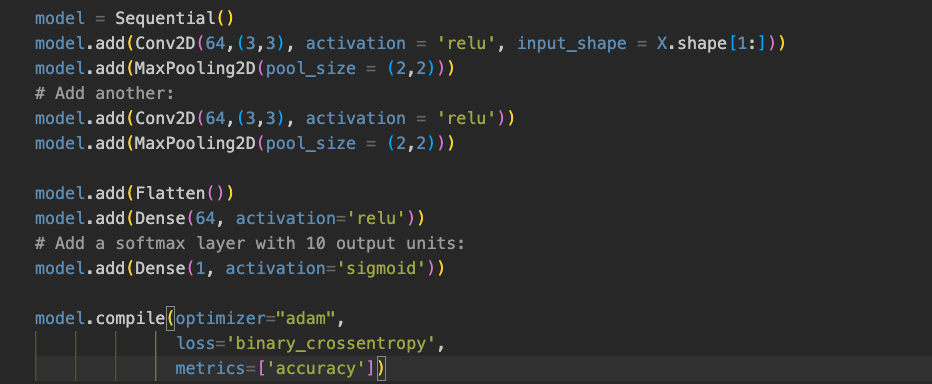 model = Sequential()
model.add(Conv2D(64,(3,3), activation = 'relu', input_shape = X.shape[1:]))
model.add(MaxPooling2D(pool_size = (2,2)))
# Add another:
model.add(Conv2D(64,(3,3), activation = 'relu'))
model.add(MaxPooling2D(pool_size = (2,2)))
model.add(Flatten())
model.add(Dense(64, activation='relu'))
# Add a softmax layer with 10 output units:
model.add(Dense(1, activation='sigmoid'))
model.compile(optimizer="adam",
              loss='binary_crossentropy',
              metrics=['accuracy'])